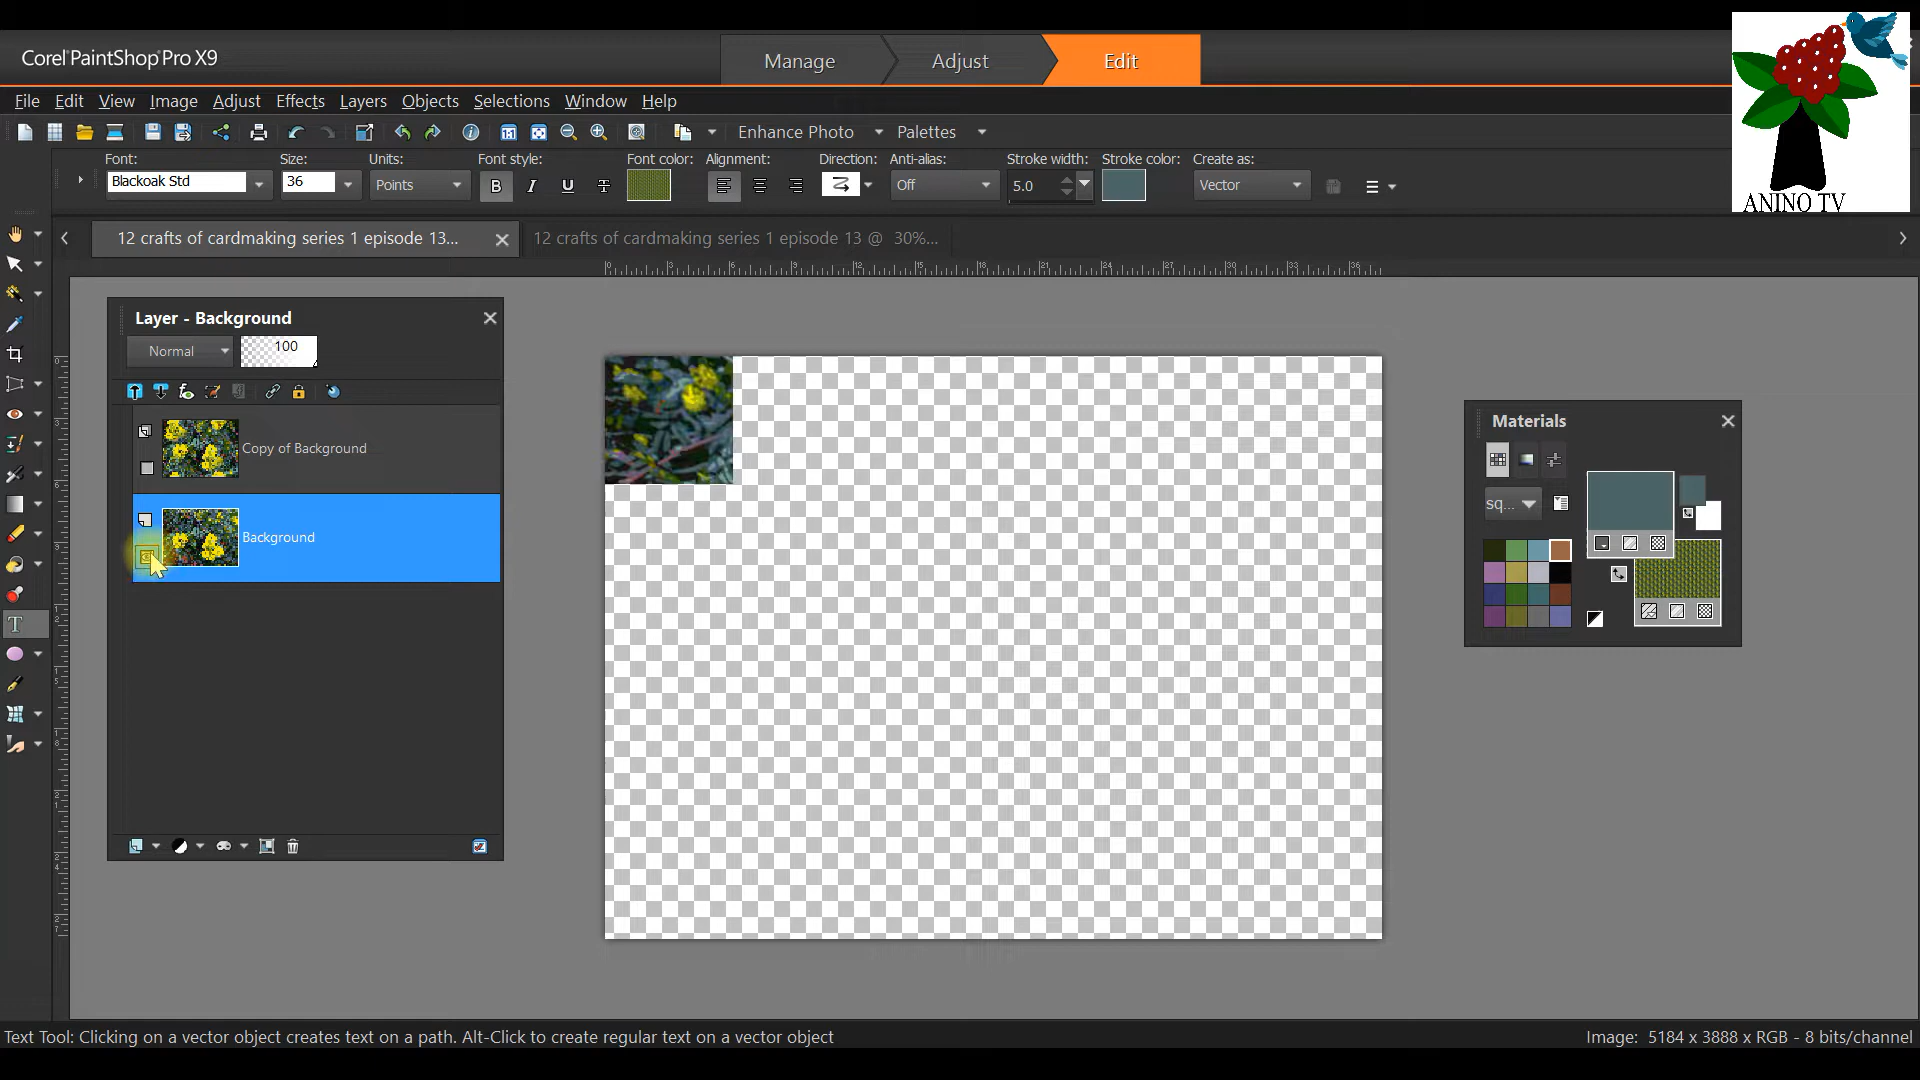 Corel PaintShop Pro X9
Manage
Adjust
Edit
File Edit View Image Adjust Effects Layers Objects Selections Window Help
Enhance Photo
Palettes
Font: Size: Units: Font style: Font color: Alignment: Direction: Anti-alias: Stroke width: Stroke color: Create as:
Blackoak Std 36 Points B I U T Off 5.0 Vector
ANINO TV
12 crafts of cardmaking series 1 episode 13...
12 crafts of cardmaking series 1 episode 13 @ 30%...
Layer - Background
Normal
100
Copy of Background
Background
Materials
sq...
Text Tool: Clicking on a vector object creates text on a path. Alt-Click to create regular text on a vector object
Image: 5184 x 3888 x RGB - 8 bits/channel